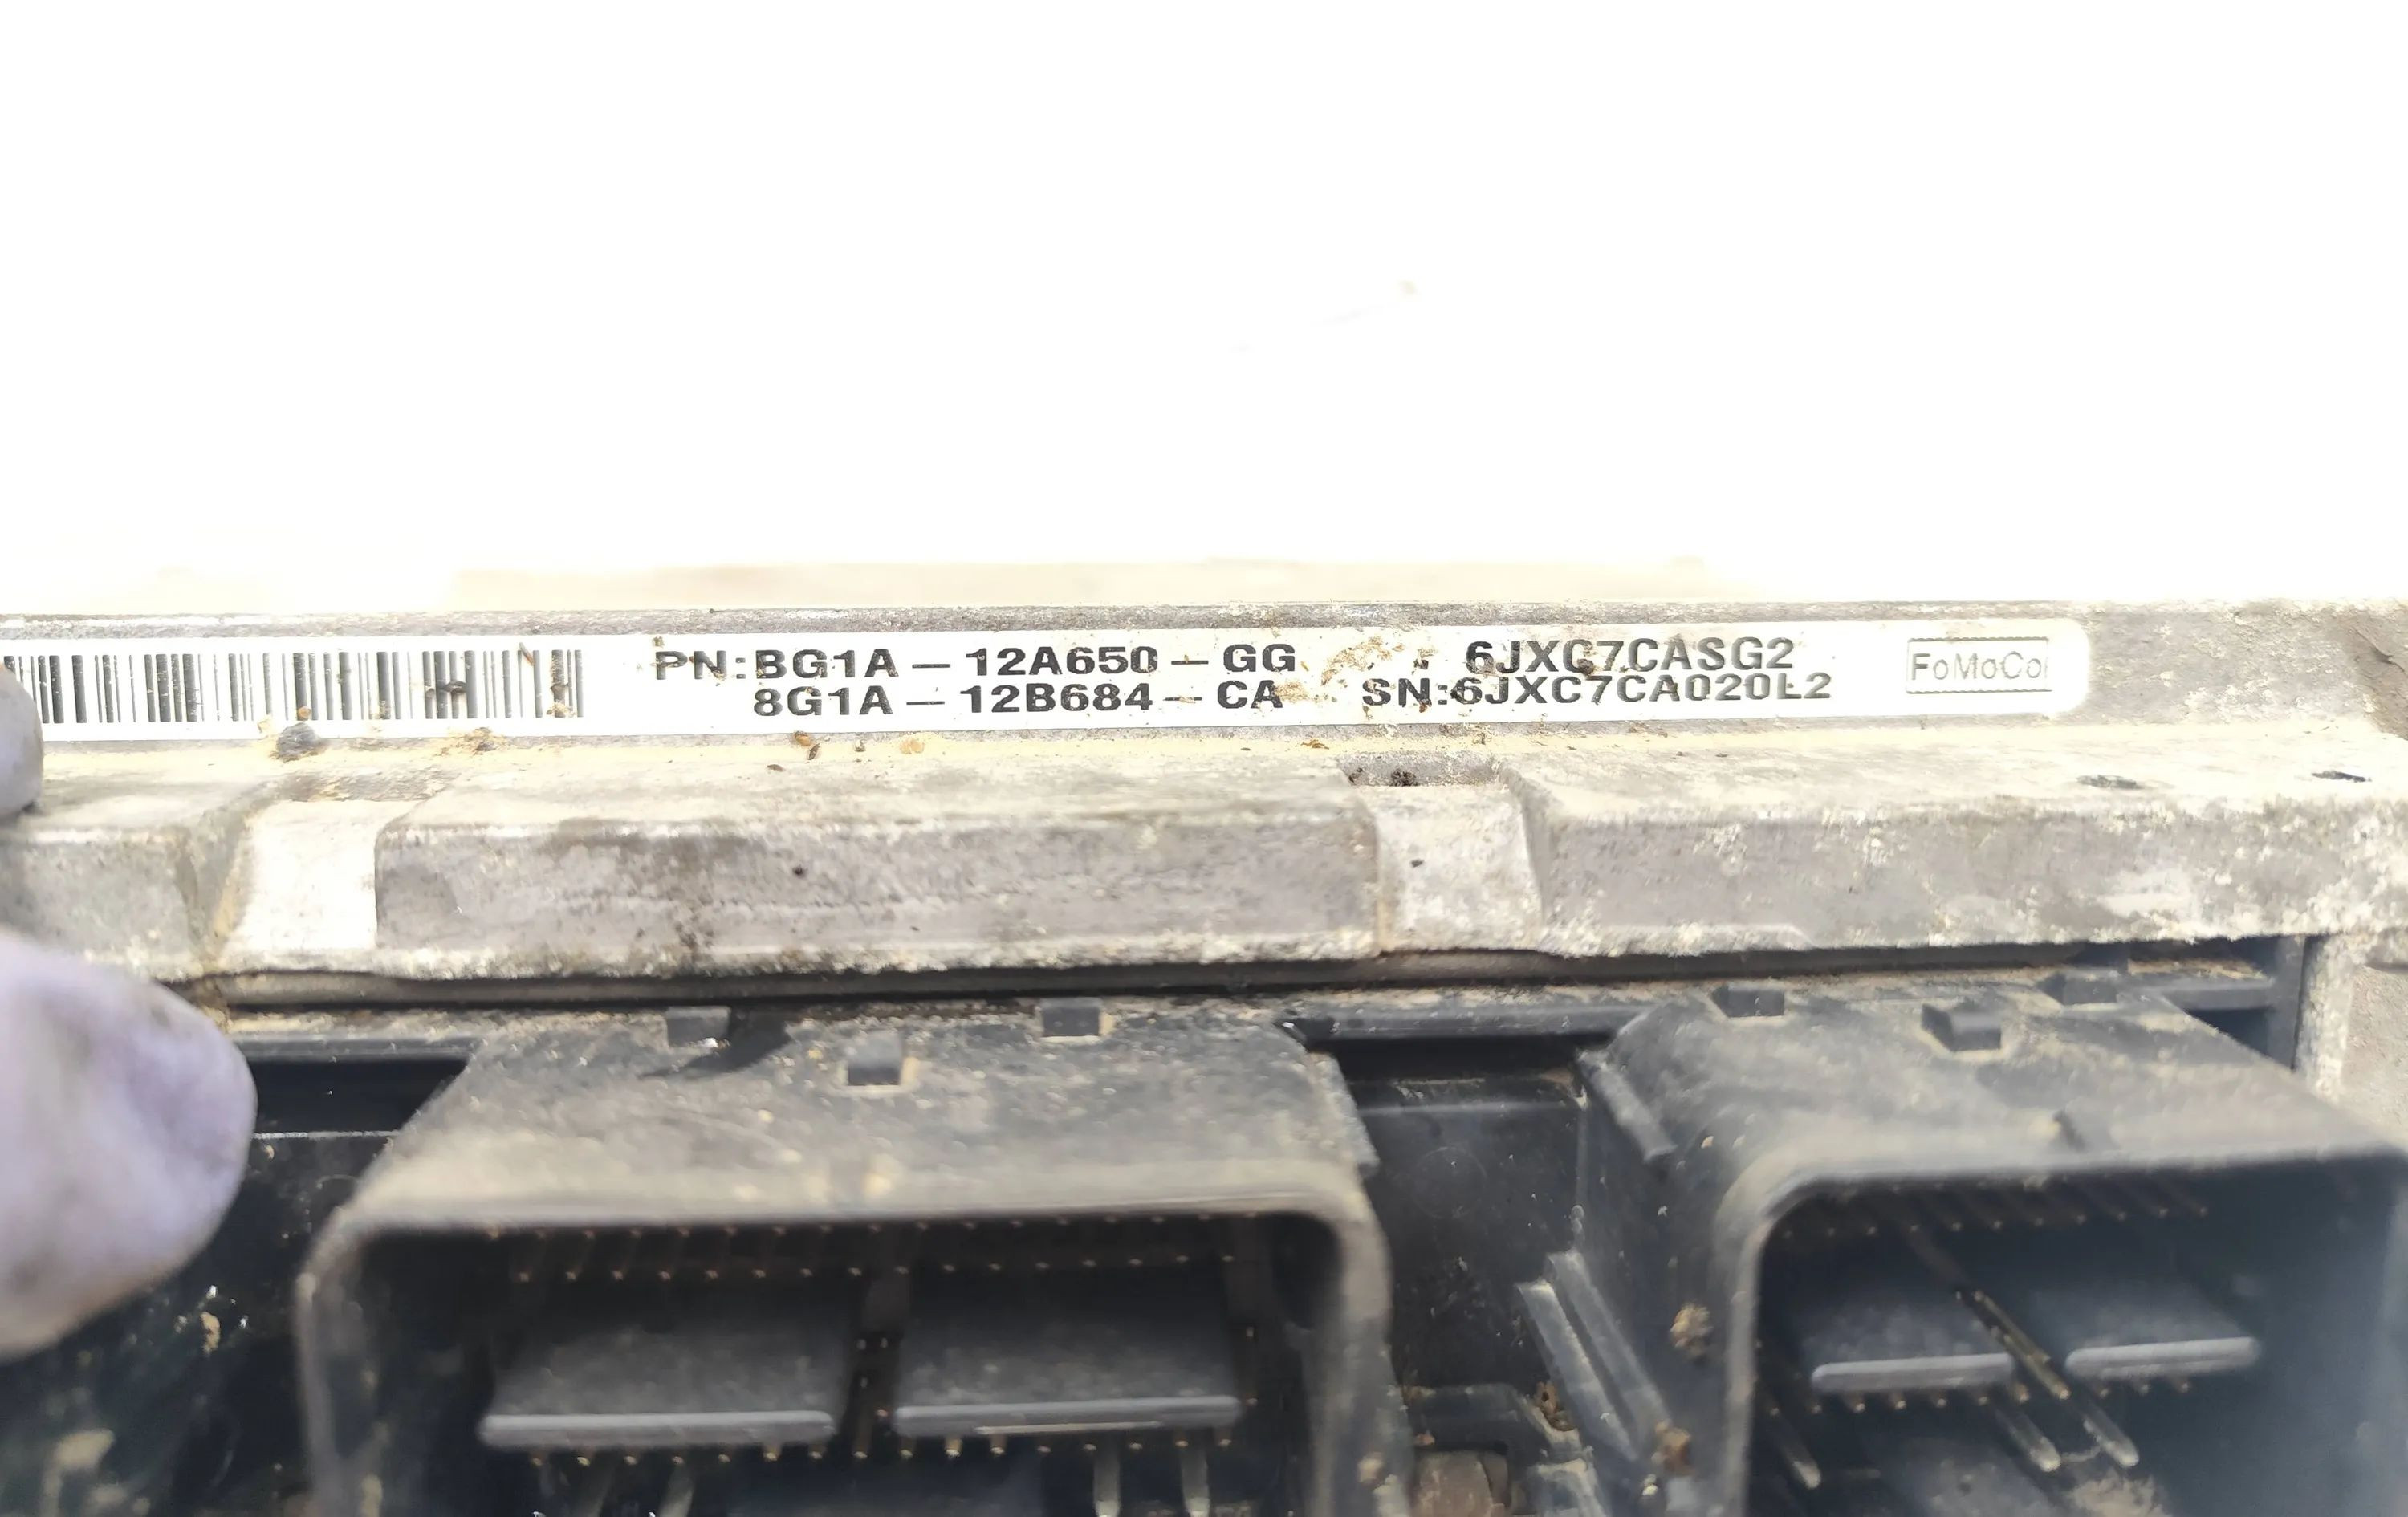 PN:BG1A – 12A650 – GG 6JXC7CASG2
8G1A – 12B684 – CA SN:6JXC7CA020L2
FoMoCo